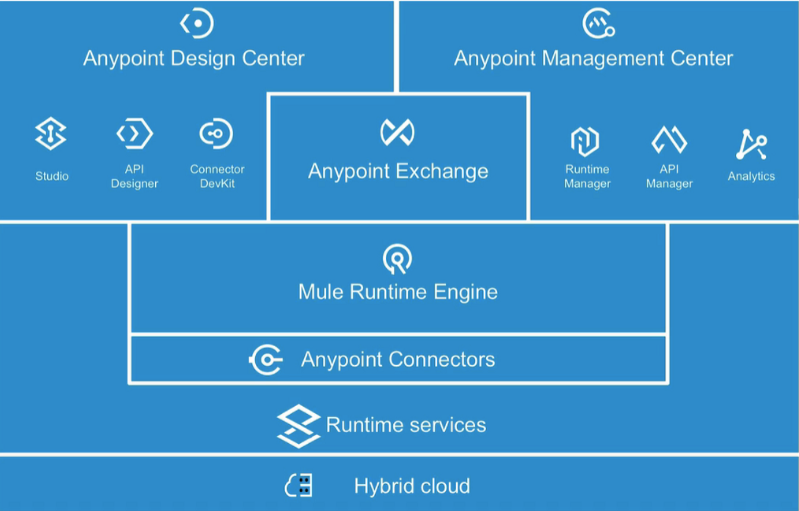 Anypoint Design Center
Anypoint Management Center
Studio
API
Designer
Connector
DevKit
Anypoint Exchange
Runtime
Manager
API
Manager
Analytics
Mule Runtime Engine
Anypoint Connectors
Runtime services
Hybrid cloud